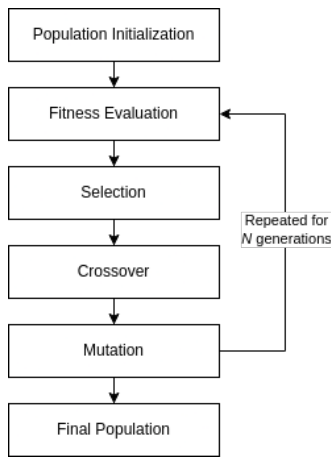 Population Initialization
Fitness Evaluation
Selection
Repeated for
N generations
Crossover
Mutation
Final Population